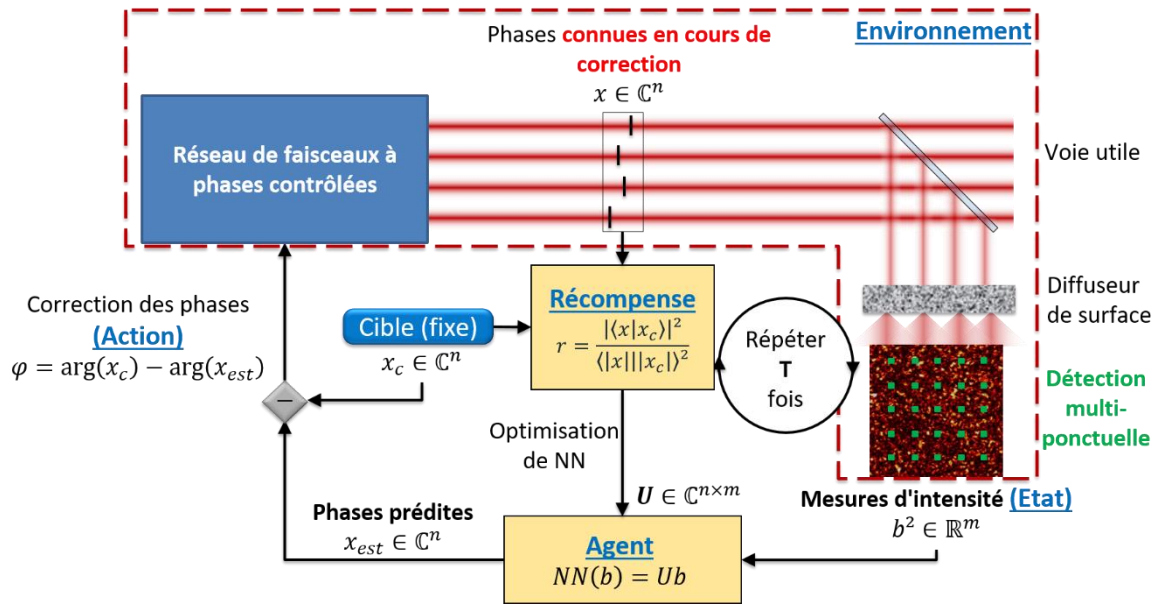 Environnement
Phases connues en cours de
correction
x ∈ ℂⁿ
Réseau de faisceaux à
phases contrôlées
Voie utile
Diffuseur
de surface
Correction des phases
(Action)
φ = arg(x_c) − arg(x_est)
Cible (fixe)
x_c ∈ ℂⁿ
Récompense
r = |⟨x|x_c⟩|² / ⟨|x|||x_c|⟩²
Répéter
T
fois
Détection
multi-
ponctuelle
−
Optimisation
de NN
U ∈ ℂⁿˣᵐ
Mesures d'intensité (Etat)
b² ∈ ℝᵐ
Phases prédites
x_est ∈ ℂⁿ
Agent
NN(b) = Ub